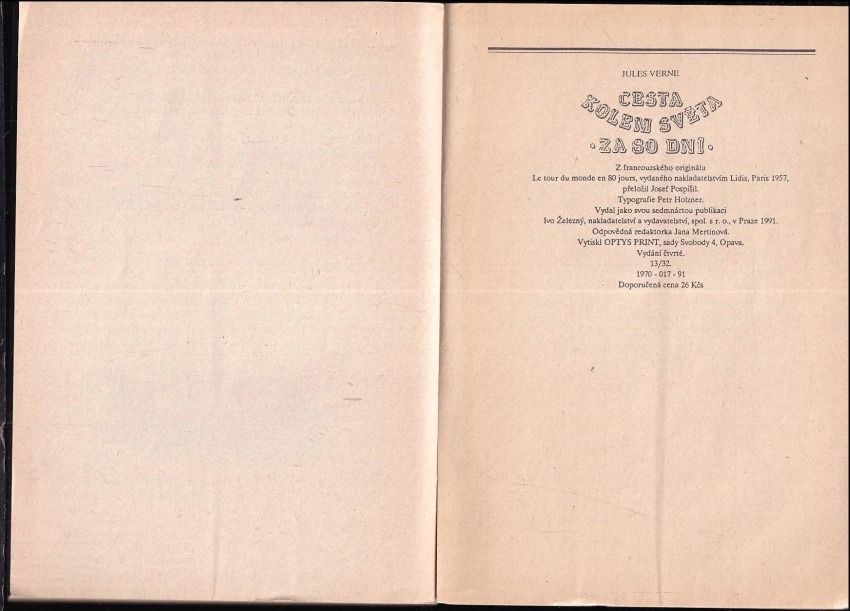 JULES VERNE
CESTA
KOLEM SVĚTA
·ZA 80 DNÍ·
Z francouzského originálu
Le tour du monde en 80 jours, vydaného nakladatelstvím Lidis, Paris 1957,
přeložil Josef Pospíšil.
Typografie Petr Holzner.
Vydal jako svou sedmnáctou publikaci
Ivo Železný, nakladatelství a vydavatelství, spol. s r. o., v Praze 1991.
Odpovědná redaktorka Jana Mertinová.
Vytiskl OPTYS PRINT, sady Svobody 4, Opava.
Vydání čtvrté.
13/32.
1970 - 017 - 91
Doporučená cena 26 Kčs